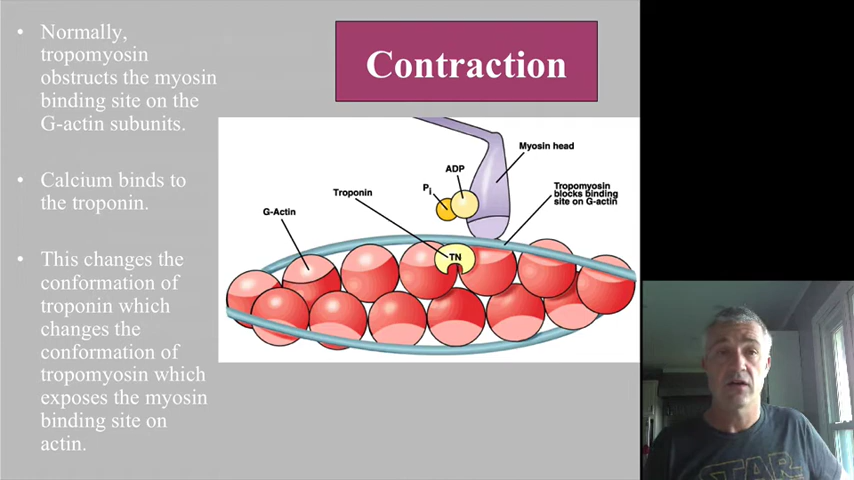 Contraction
• Normally,
tropomyosin
obstructs the myosin
binding site on the
G-actin subunits.
• Calcium binds to
the troponin.
• This changes the
conformation of
troponin which
changes the
conformation of
tropomyosin which
exposes the myosin
binding site on
actin.
Myosin head
ADP
Pi
Troponin
Tropomyosin
blocks binding
site on G-actin
G-Actin
TN
STAR